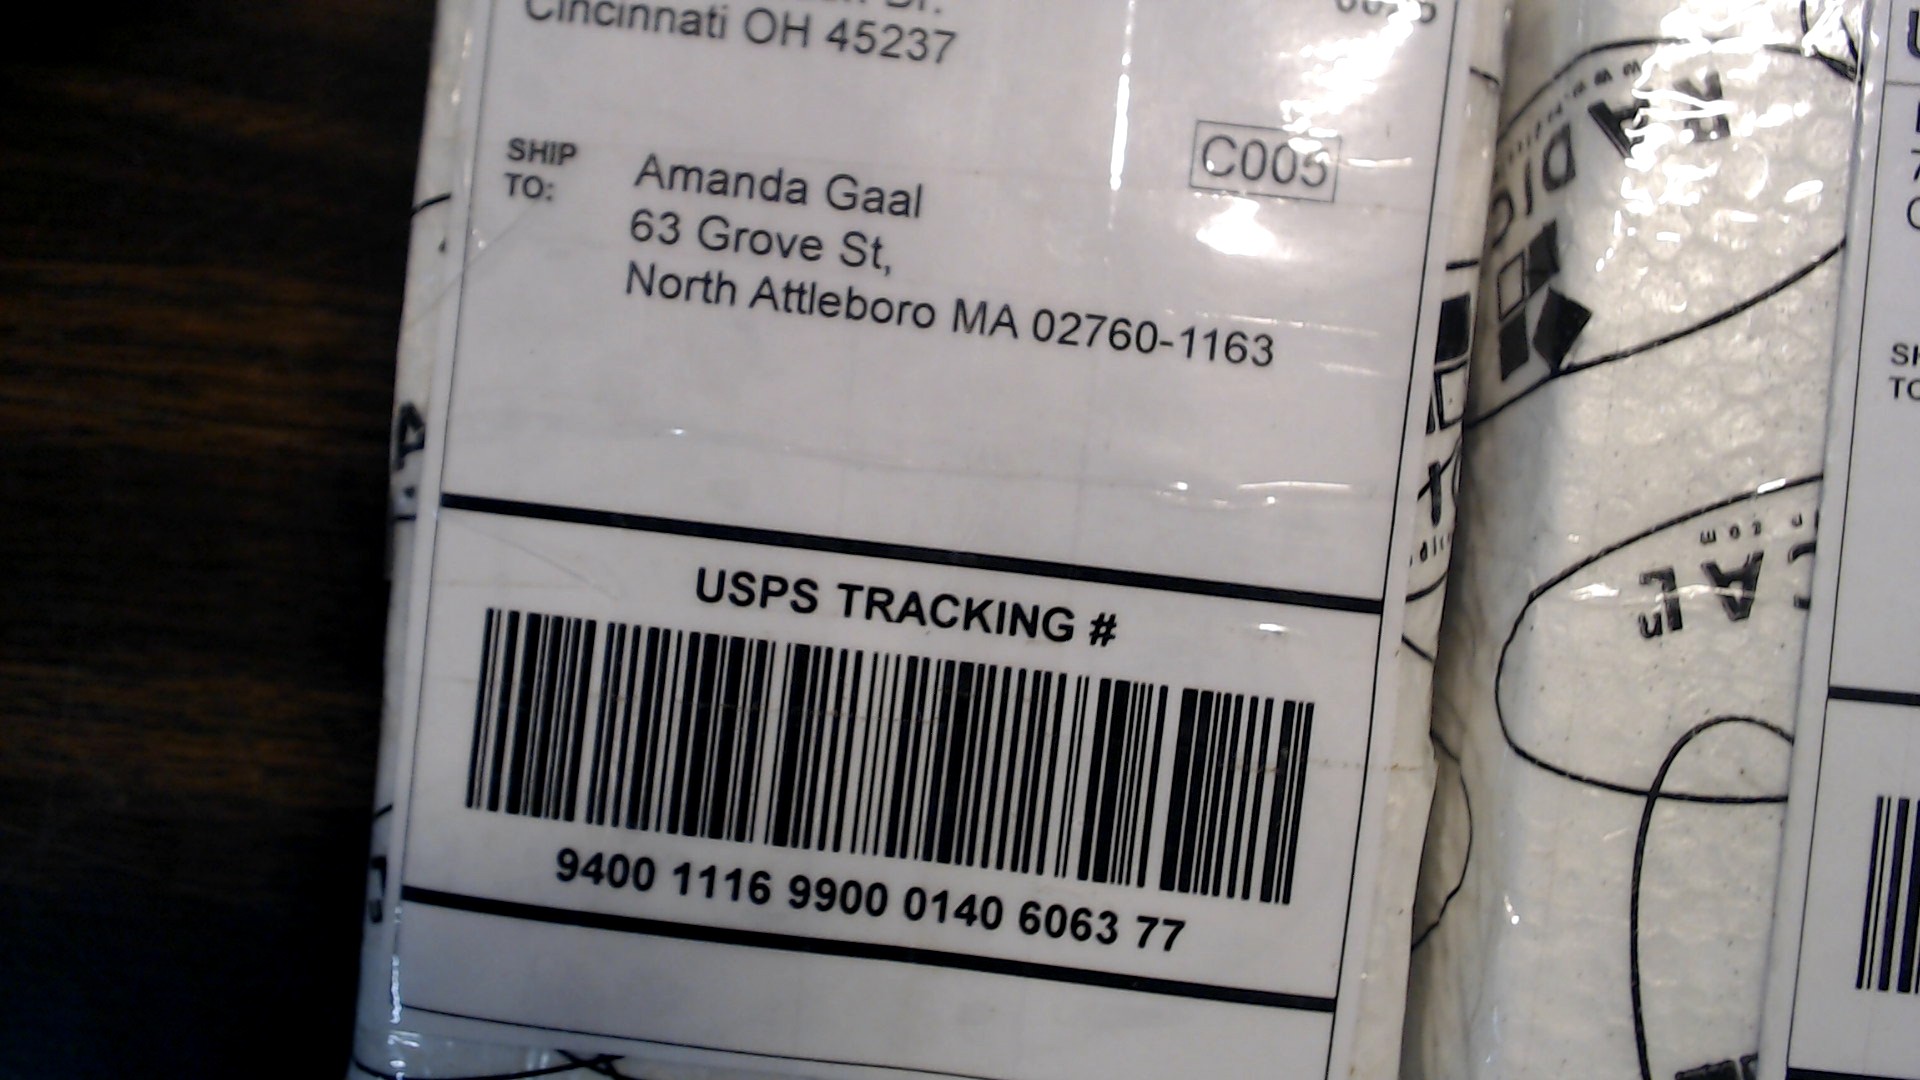 Cincinnati OH 45237
C005
SHIP
TO:
Amanda Gaal
63 Grove St,
North Attleboro MA 02760-1163
USPS TRACKING #
9400 1116 9900 0140 6063 77